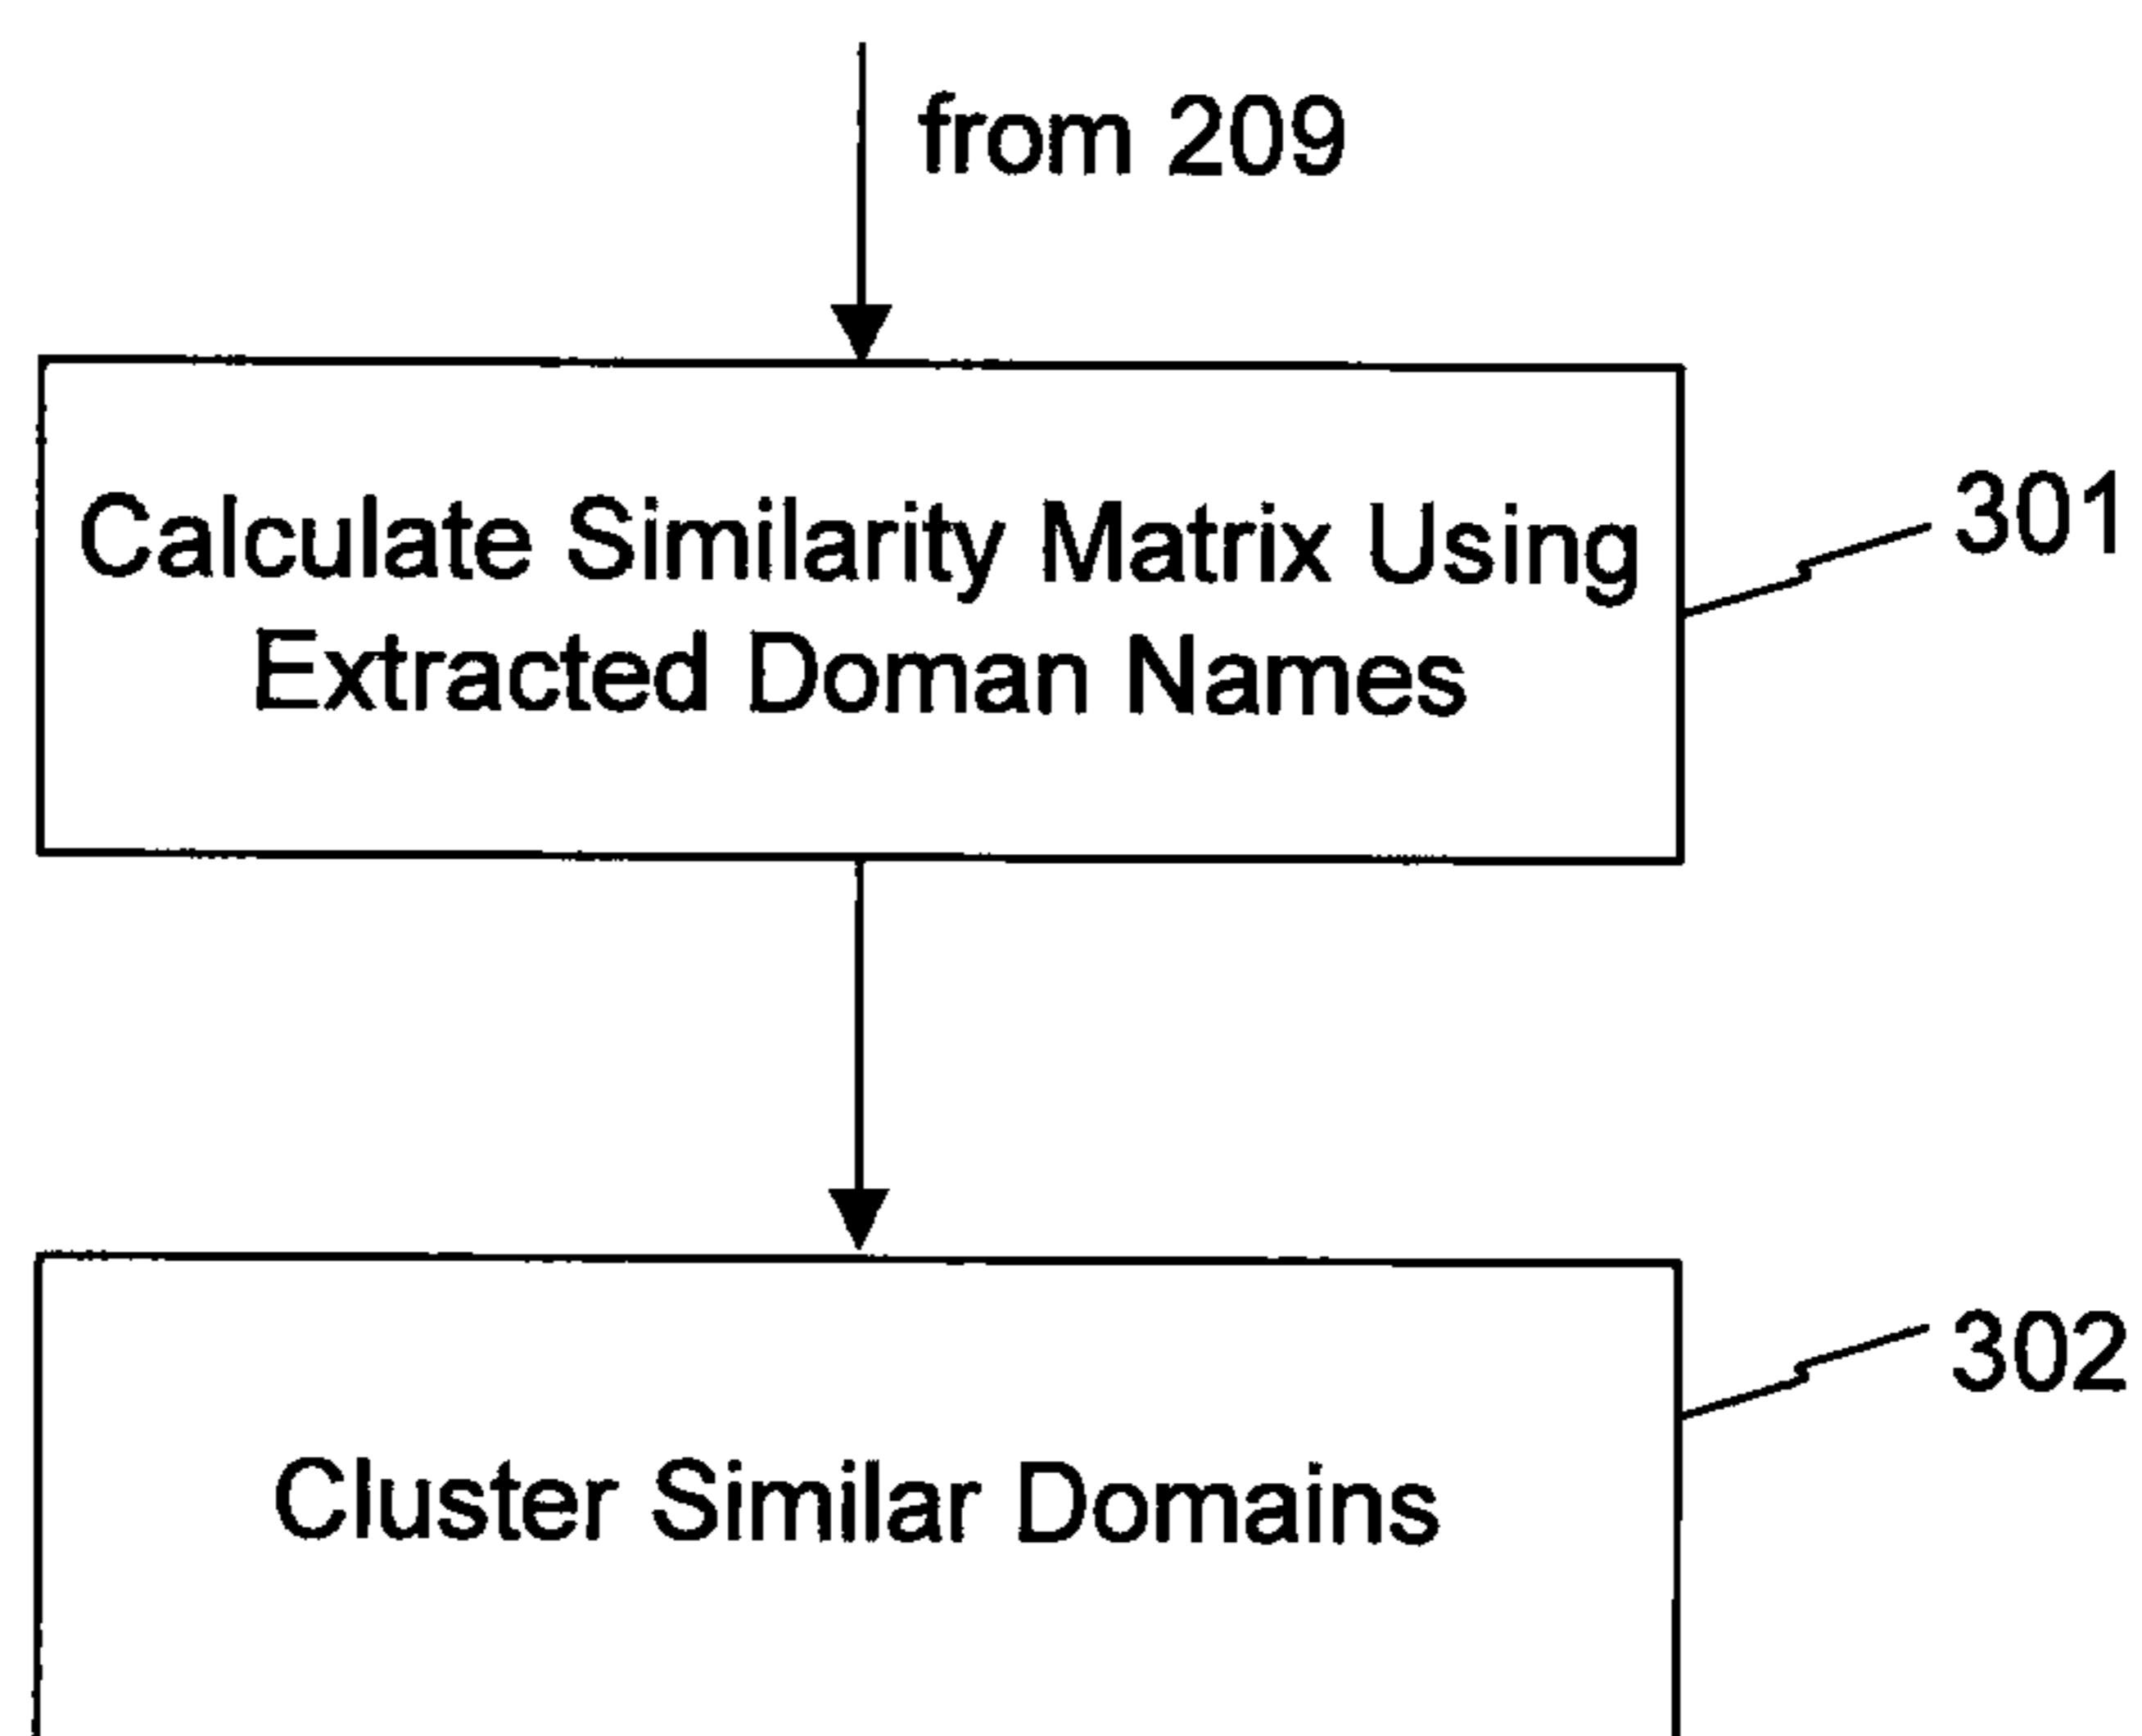 from 209
Calculate Similarity Matrix Using
Extracted Doman Names
301
302
Cluster Similar Domains